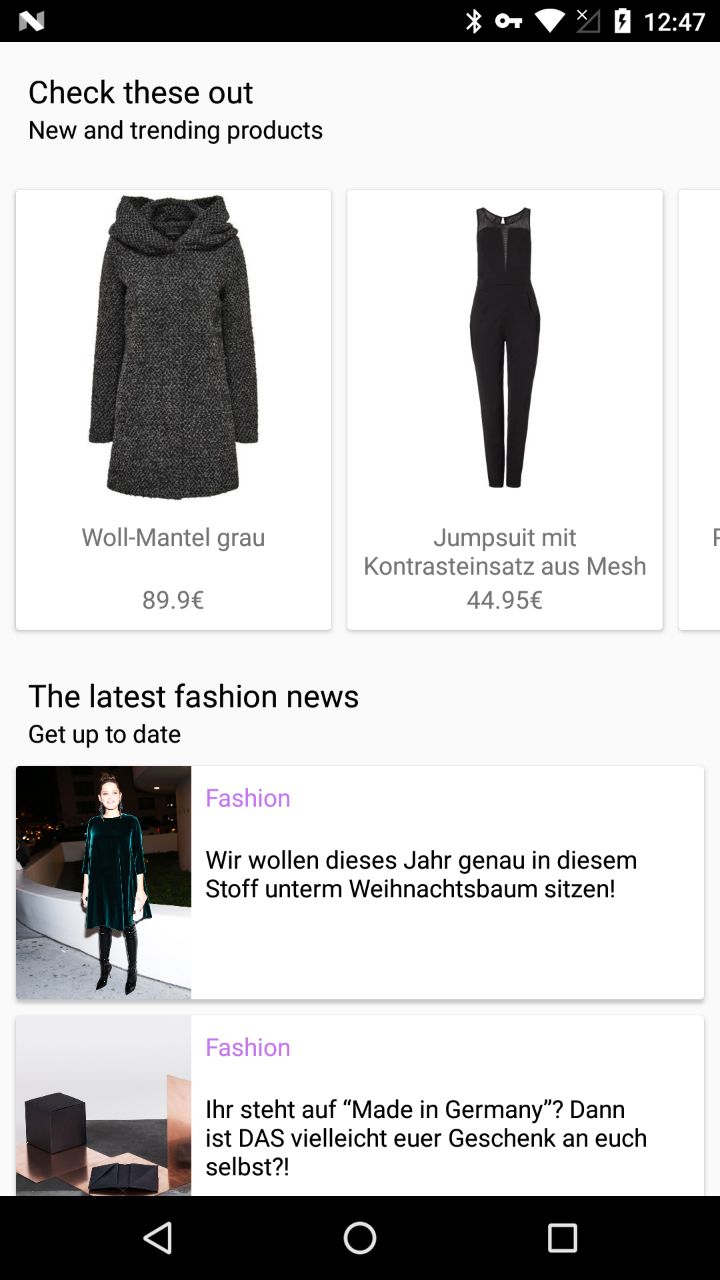 12:47
Check these out
New and trending products
Woll-Mantel grau
89.9€
Jumpsuit mit
Kontrasteinsatz aus Mesh
44.95€
The latest fashion news
Get up to date
Fashion
Wir wollen dieses Jahr genau in diesem
Stoff unterm Weihnachtsbaum sitzen!
Fashion
Ihr steht auf “Made in Germany”? Dann
ist DAS vielleicht euer Geschenk an euch
selbst?!